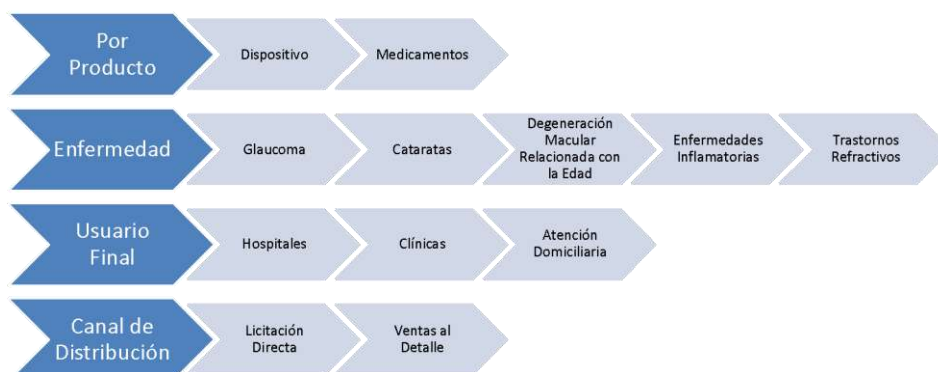 Por
Producto
Dispositivo
Medicamentos
Enfermedad
Glaucoma
Cataratas
Degeneración
Macular
Relacionada con
la Edad
Enfermedades
Inflamatorias
Trastornos
Refractivos
Usuario
Final
Hospitales
Clínicas
Atención
Domiciliaria
Canal de
Distribución
Licitación
Directa
Ventas al
Detalle